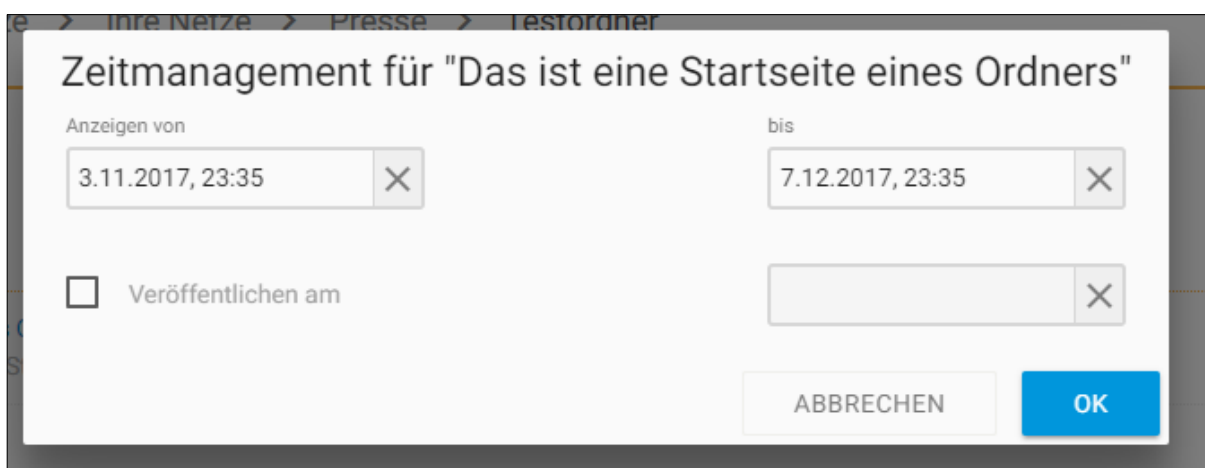 Ihre Netze > Presse > Testordner
Zeitmanagement für "Das ist eine Startseite eines Ordners"
Anzeigen von
bis
3.11.2017, 23:35
7.12.2017, 23:35
Veröffentlichen am
ABBRECHEN
OK